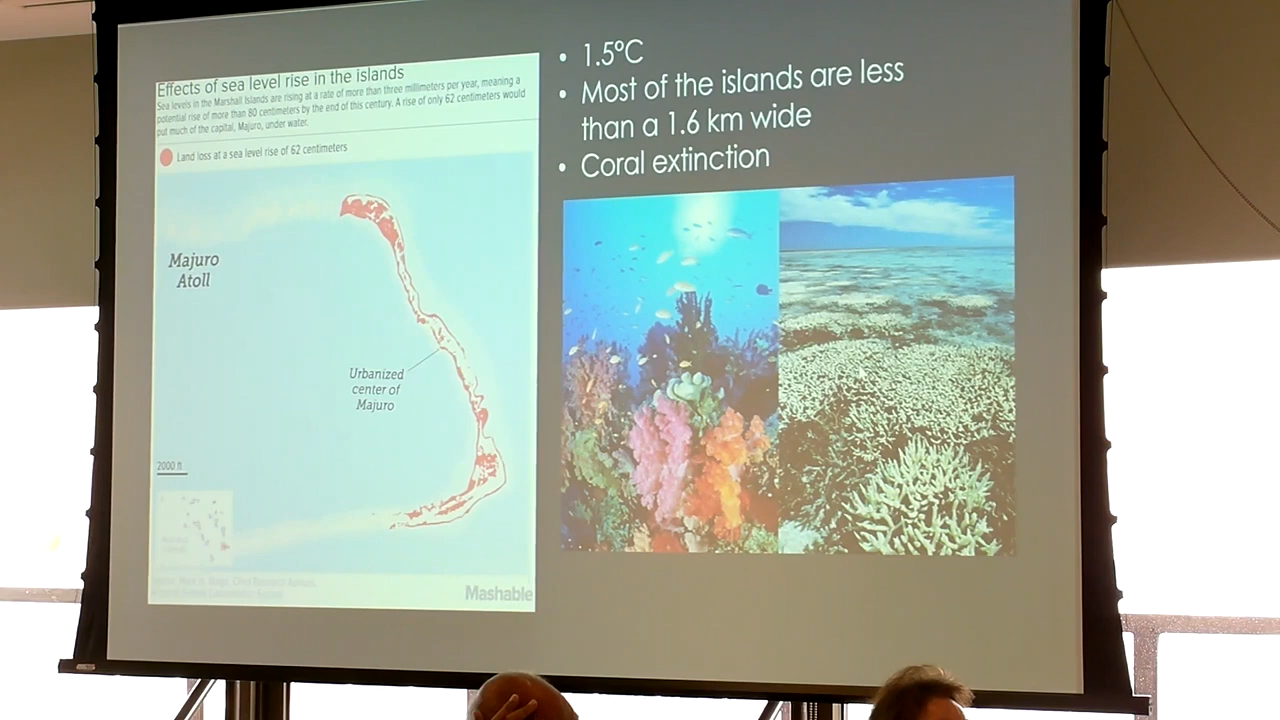 Effects of sea level rise in the islands
Sea levels in the Marshall Islands are rising at a rate of more than three millimeters per year, meaning a
potential rise of more than 80 centimeters by the end of this century. A rise of only 62 centimeters would
put much of the capital, Majuro, under water.
Land loss at a sea level rise of 62 centimeters
Majuro
Atoll
Urbanized
center of
Majuro
2000 ft
Mashable
• 1.5ºC
• Most of the islands are less
than a 1.6 km wide
• Coral extinction